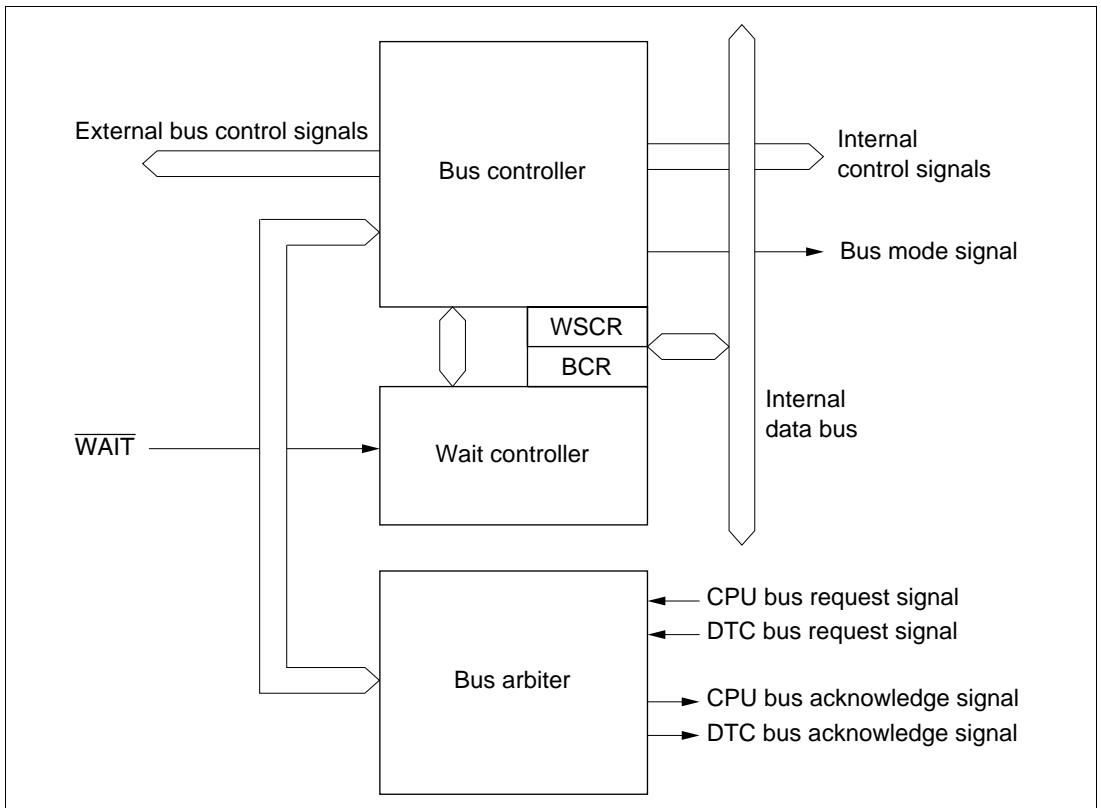 External bus control signals
Bus controller
Internal
control signals
Bus mode signal
WSCR
BCR
Internal
data bus
W̅A̅I̅T̅
Wait controller
CPU bus request signal
DTC bus request signal
Bus arbiter
CPU bus acknowledge signal
DTC bus acknowledge signal